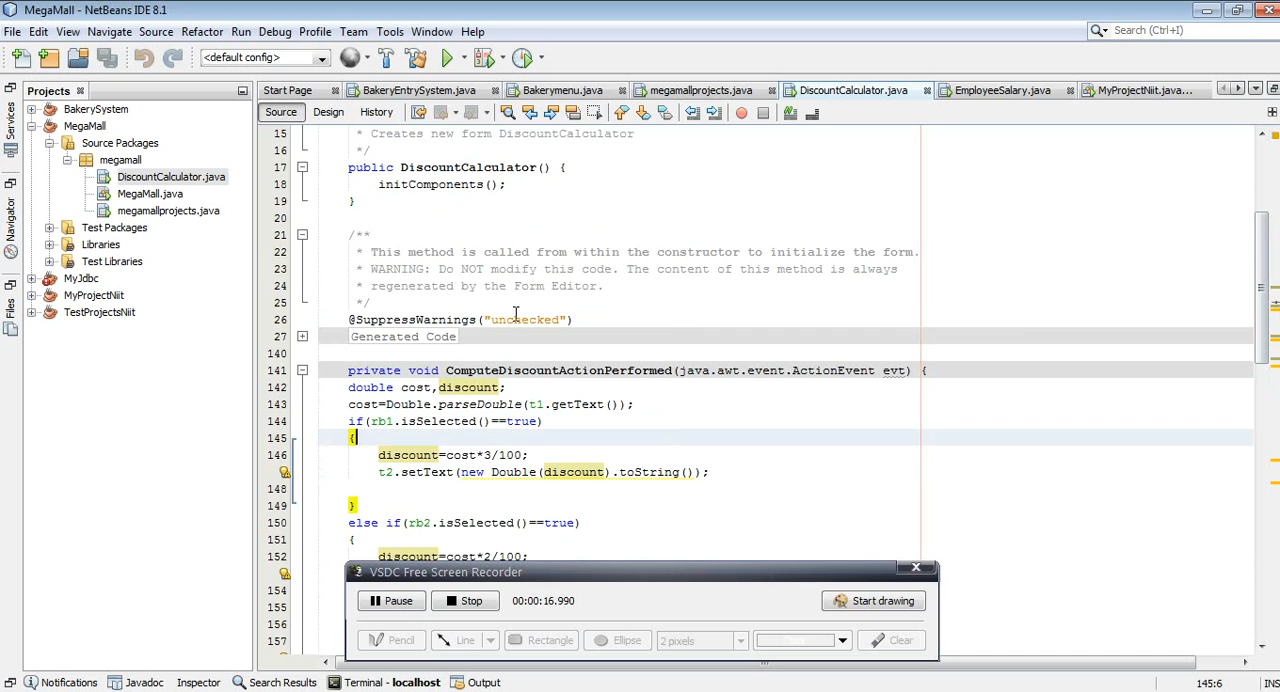 MegaMall - NetBeans IDE 8.1
File Edit View Navigate Source Refactor Run Debug Profile Team Tools Window Help
Search (Ctrl+I)
<default config>
Projects
Start Page BakeryEntrySystem.java Bakerymenu.java megamallprojects.java DiscountCalculator.java EmployeeSalary.java MyProjectNiit.java...
Source Design History
Services
Navigator
Files
BakerySystem
MegaMall
Source Packages
megamall
DiscountCalculator.java
MegaMall.java
megamallprojects.java
Test Packages
Libraries
Test Libraries
MyJdbc
MyProjectNiit
TestProjectsNiit
15 * Creates new form DiscountCalculator
16 */
17 public DiscountCalculator() {
18 initComponents();
19 }
20
21 /**
22 * This method is called from within the constructor to initialize the form.
23 * WARNING: Do NOT modify this code. The content of this method is always
24 * regenerated by the Form Editor.
25 */
26 @SuppressWarnings("unchecked")
27 Generated Code
140
141 private void ComputeDiscountActionPerformed(java.awt.event.ActionEvent evt) {
142 double cost,discount;
143 cost=Double.parseDouble(t1.getText());
144 if(rb1.isSelected()==true)
145 {
146 discount=cost*3/100;
t2.setText(new Double(discount).toString());
148
149 }
150 else if(rb2.isSelected()==true)
151 {
152 discount=cost*2/100;
154
155
156
157
VSDC Free Screen Recorder
Pause Stop 00:00:16.990 Start drawing
Pencil Line Rectangle Ellipse 2 pixels Clear
Notifications Javadoc Inspector Search Results Terminal - localhost Output 145:6 INS